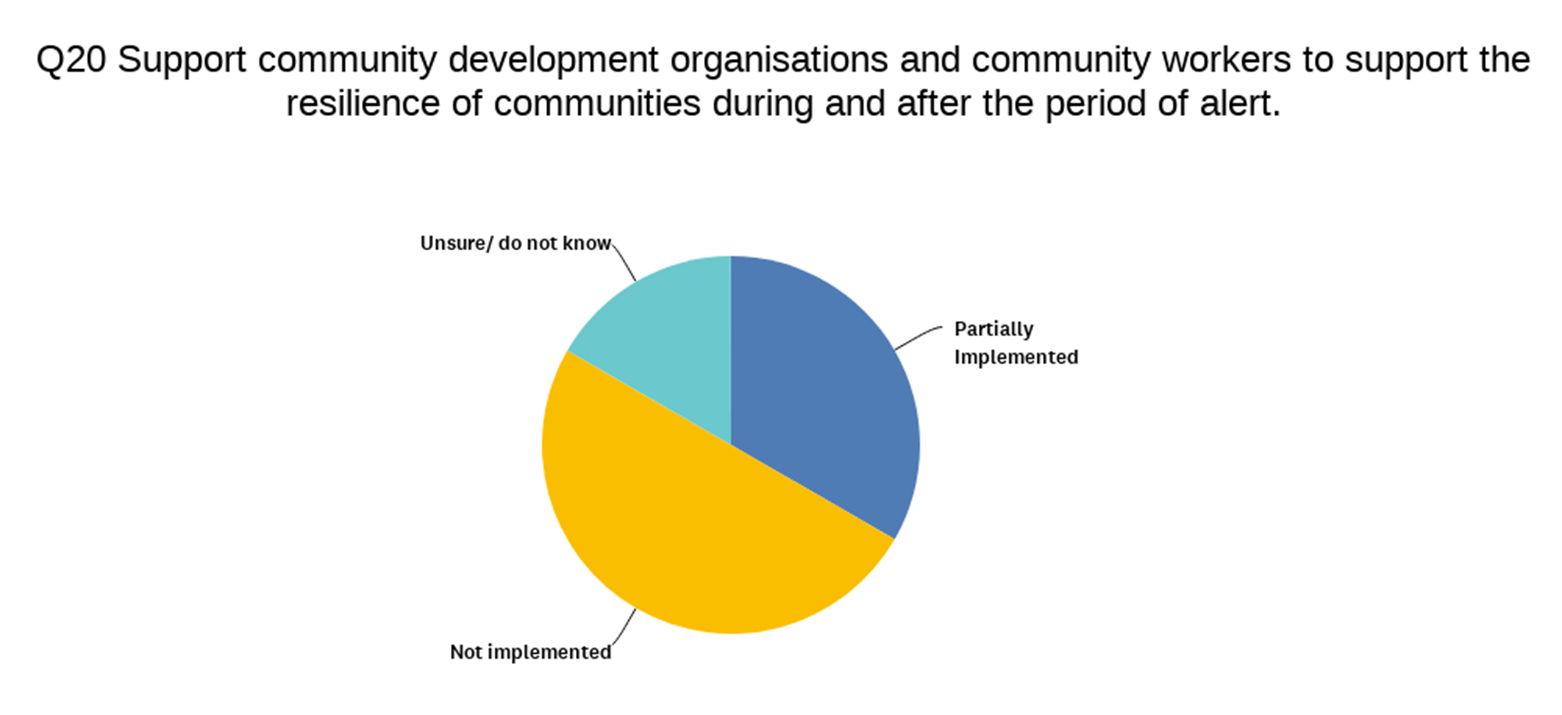 Q20 Support community development organisations and community workers to support the
resilience of communities during and after the period of alert.
Unsure/ do not know
Partially
Implemented
Not implemented